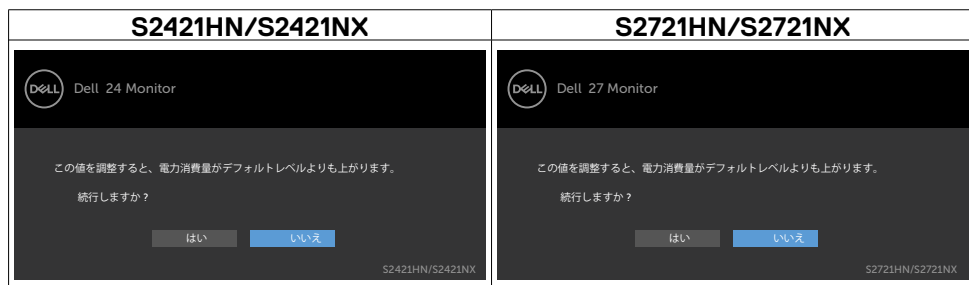 S2421HN/S2421NX
S2721HN/S2721NX
DELL Dell 24 Monitor
この値を調整すると、電力消費量がデフォルトレベルよりも上がります。
続行しますか？
はい いいえ
S2421HN/S2421NX
DELL Dell 27 Monitor
この値を調整すると、電力消費量がデフォルトレベルよりも上がります。
続行しますか？
はい いいえ
S2721HN/S2721NX